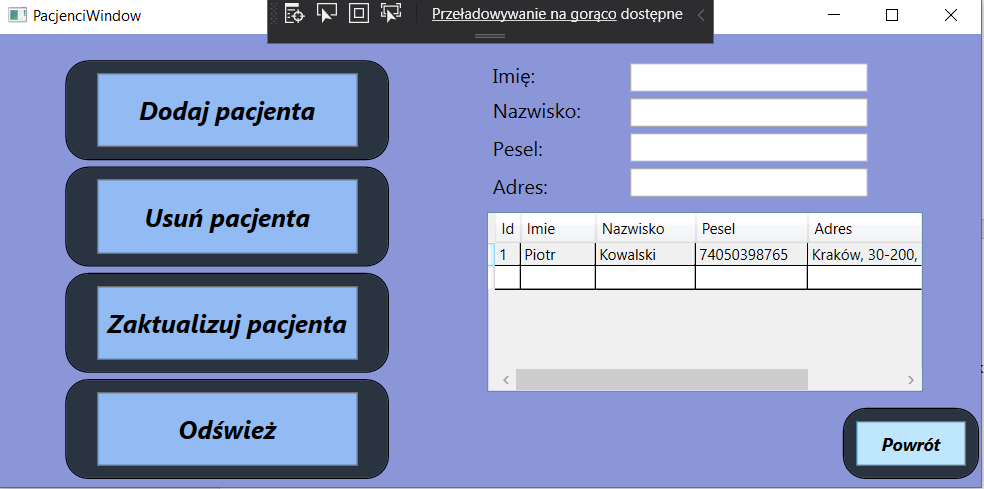 PacjenciWindow
Przeładowywanie na gorąco dostępne
Dodaj pacjenta
Usuń pacjenta
Zaktualizuj pacjenta
Odśwież
Imię:
Nazwisko:
Pesel:
Adres:
Id Imie Nazwisko Pesel Adres
1 Piotr Kowalski 74050398765 Kraków, 30-200,
Powrót